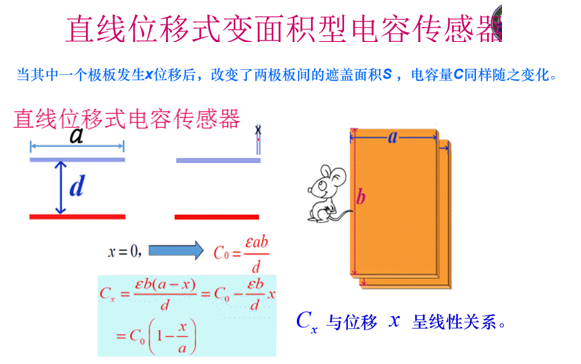 直线位移式变面积型电容传感器
当其中一个极板发生x位移后，改变了两极板间的遮盖面积S ，电容量C同样随之变化。
直线位移式电容传感器
a
x
d
a
b
x=0,
C₀ = εab/d
Cₓ = εb(a − x)/d = C₀ − εb/d x
= C₀(1 − x/a)
Cₓ 与位移 x 呈线性关系。